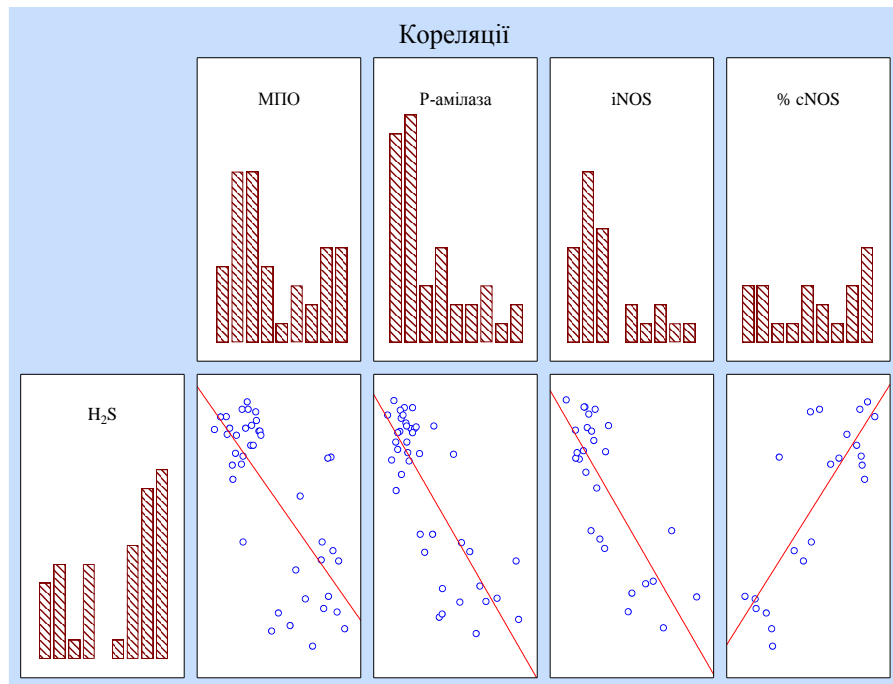 Кореляції
МПО
Р-амілаза
iNOS
% cNOS
H₂S